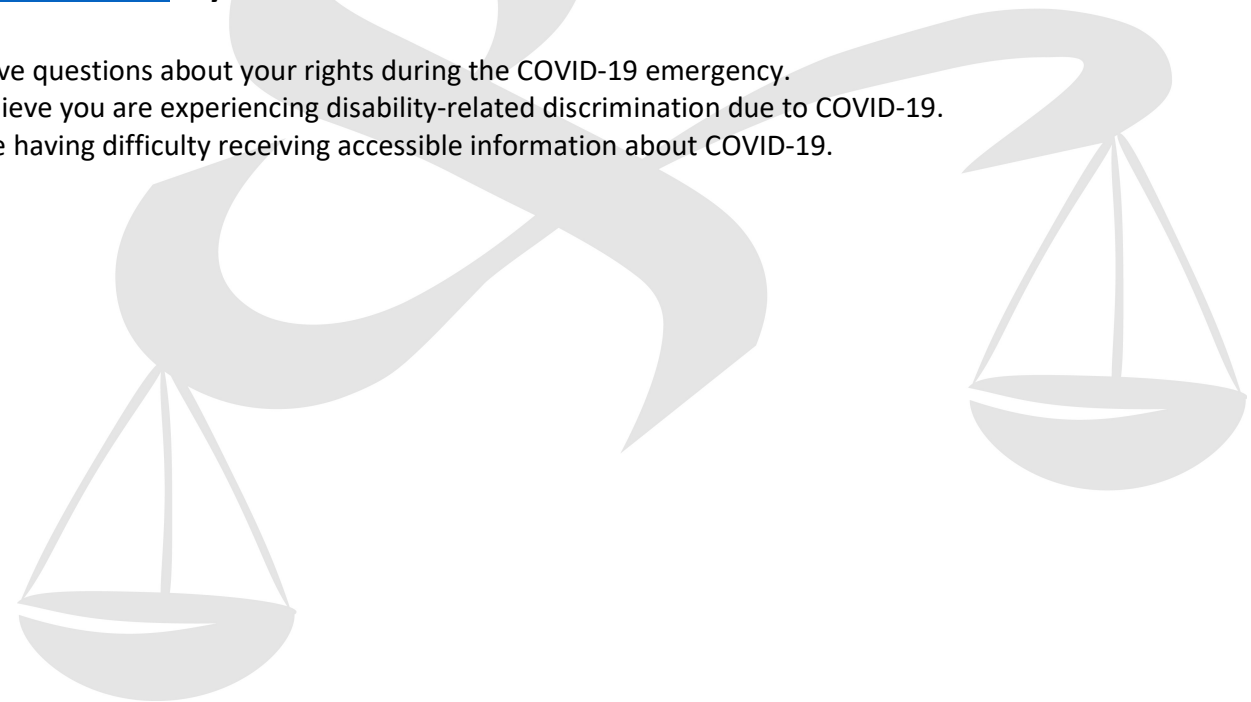 ve questions about your rights during the COVID-19 emergency.
ieve you are experiencing disability-related discrimination due to COVID-19.
e having difficulty receiving accessible information about COVID-19.